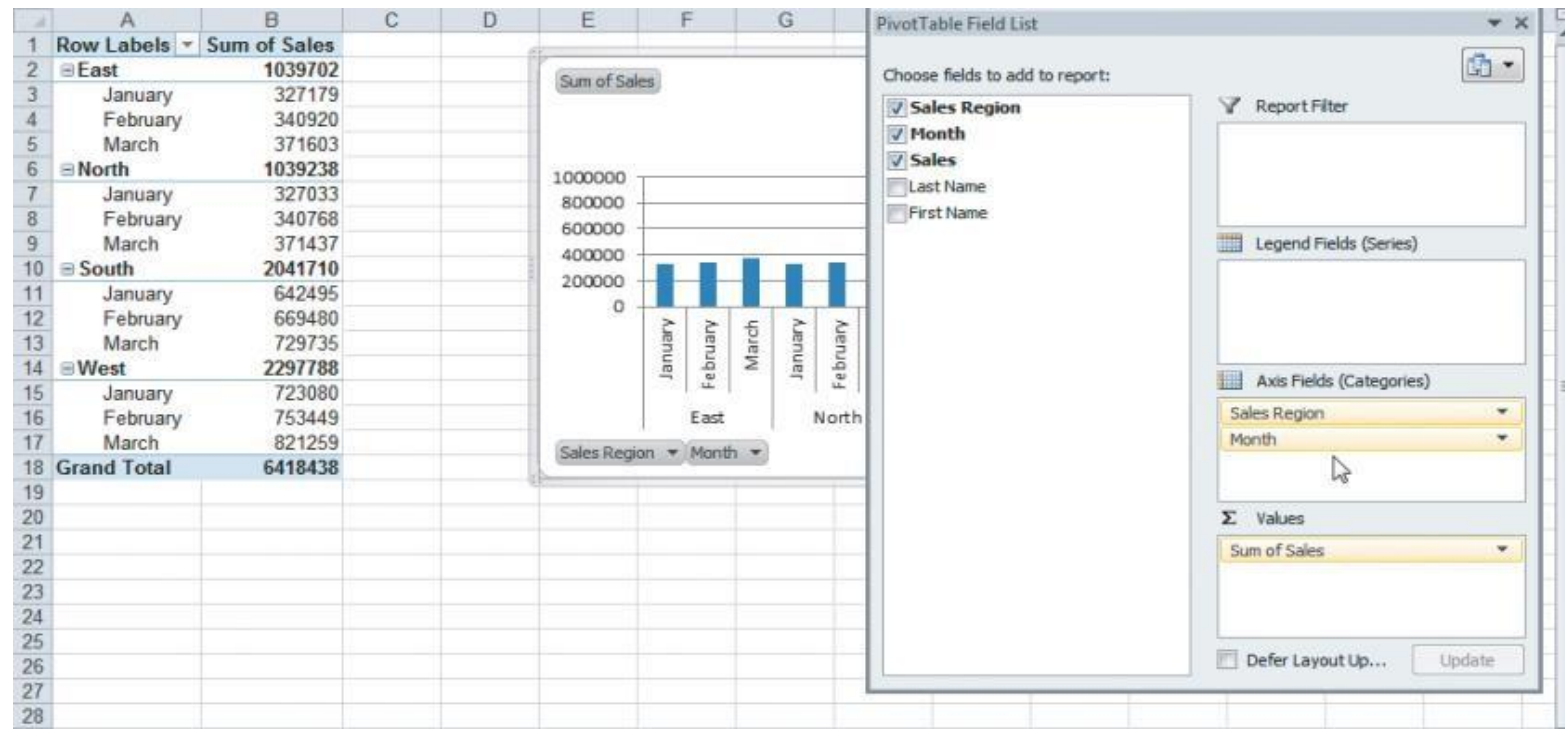 A B C D E F G
1 Row Labels Sum of Sales
2 East 1039702
3 January 327179
4 February 340920
5 March 371603
6 North 1039238
7 January 327033
8 February 340768
9 March 371437
10 South 2041710
11 January 642495
12 February 669480
13 March 729735
14 West 2297788
15 January 723080
16 February 753449
17 March 821259
18 Grand Total 6418438
19
20
21
22
23
24
25
26
27
28
Sum of Sales
1000000
800000
600000
400000
200000
0
January February March January February
East North
Sales Region Month
PivotTable Field List
Choose fields to add to report:
Sales Region
Month
Sales
Last Name
First Name
Report Filter
Legend Fields (Series)
Axis Fields (Categories)
Sales Region
Month
Σ Values
Sum of Sales
Defer Layout Up... Update